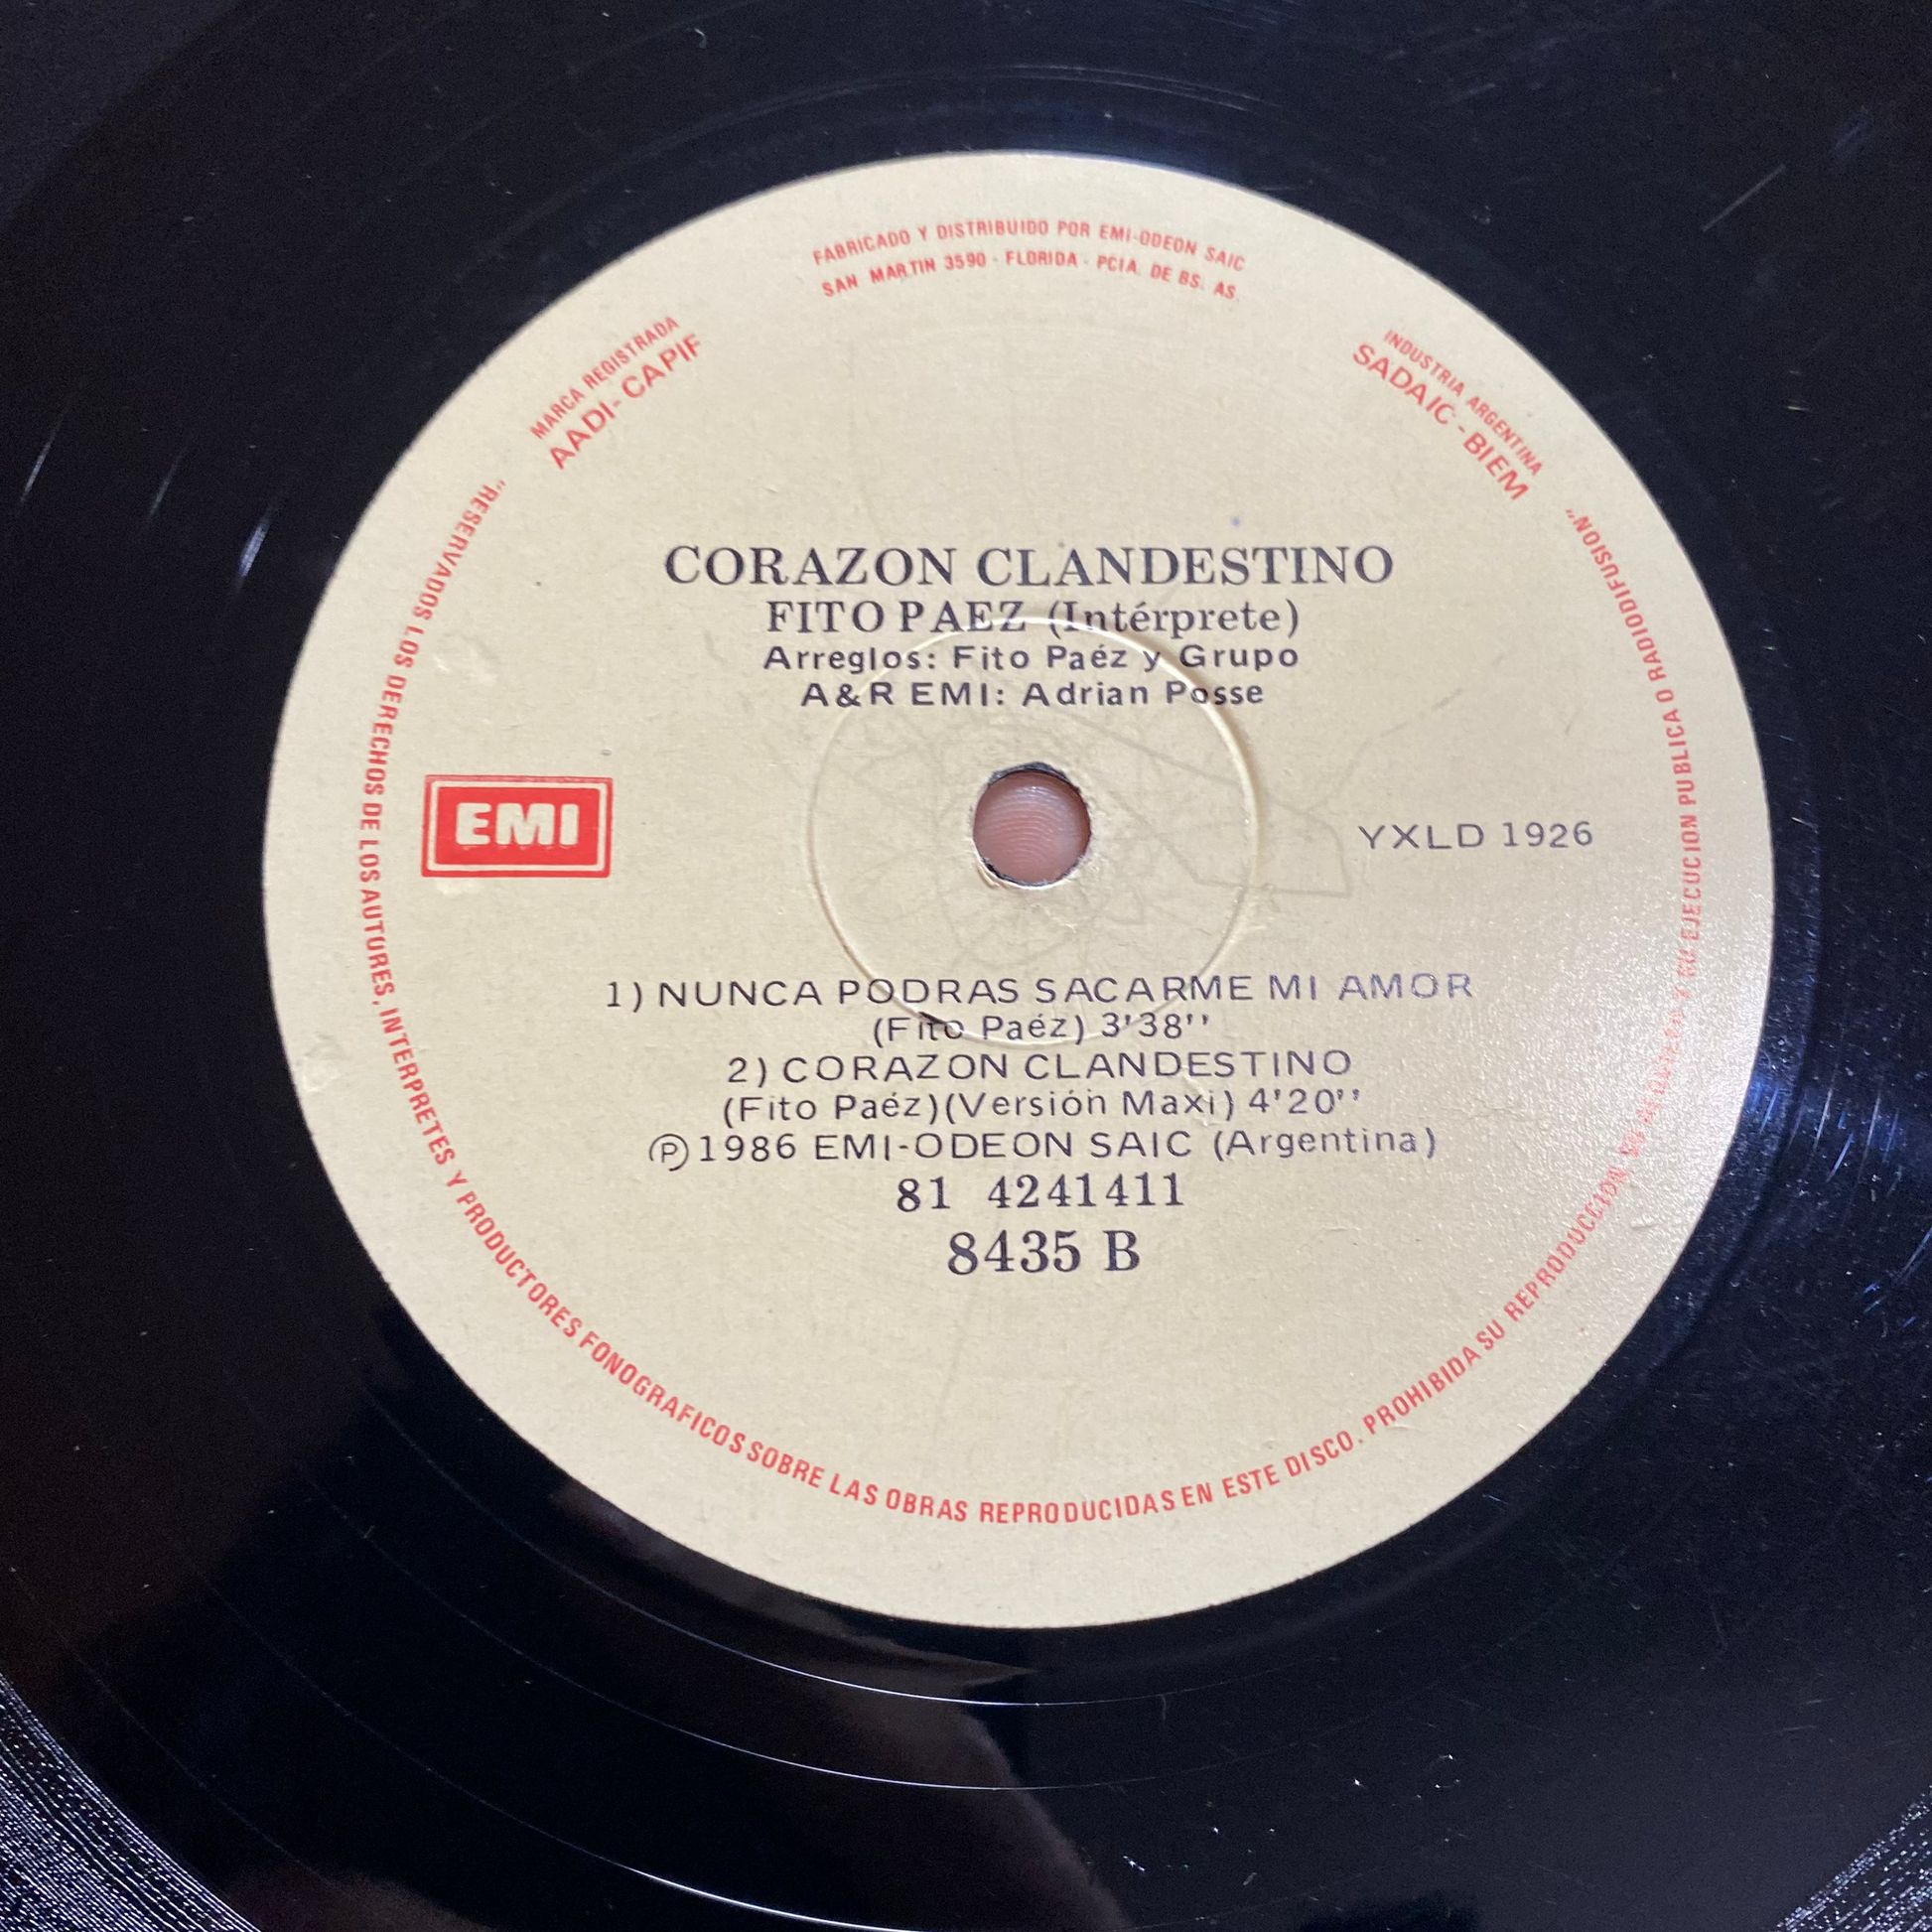 FABRICADO Y DISTRIBUIDO POR EMI-ODEON SAIC
SAN MARTIN 3590 - FLORIDA - PCIA. DE BS. AS.
MARCA REGISTRADA
AADI-CAPIF
INDUSTRIA ARGENTINA
SADAIC - BIEM
CORAZON CLANDESTINO
FITO PAEZ (Intérprete)
Arreglos: Fito Paéz y Grupo
A&R EMI: Adrian Posse
EMI
YXLD 1926
1) NUNCA PODRAS SACARME MI AMOR
(Fito Paéz) 3'38''
2) CORAZON CLANDESTINO
(Fito Paéz)(Versión Maxi) 4'20''
℗ 1986 EMI-ODEON SAIC (Argentina)
81 4241411
8435 B
"RESERVADOS LOS DERECHOS DE LOS AUTURES, INTERPRETES Y PRODUCTORES FONOGRAFICOS SOBRE LAS OBRAS REPRODUCIDAS EN ESTE DISCO. PROHIBIDA SU REPRODUCCION, SU EJECUCION PUBLICA O RADIODIFUSION"